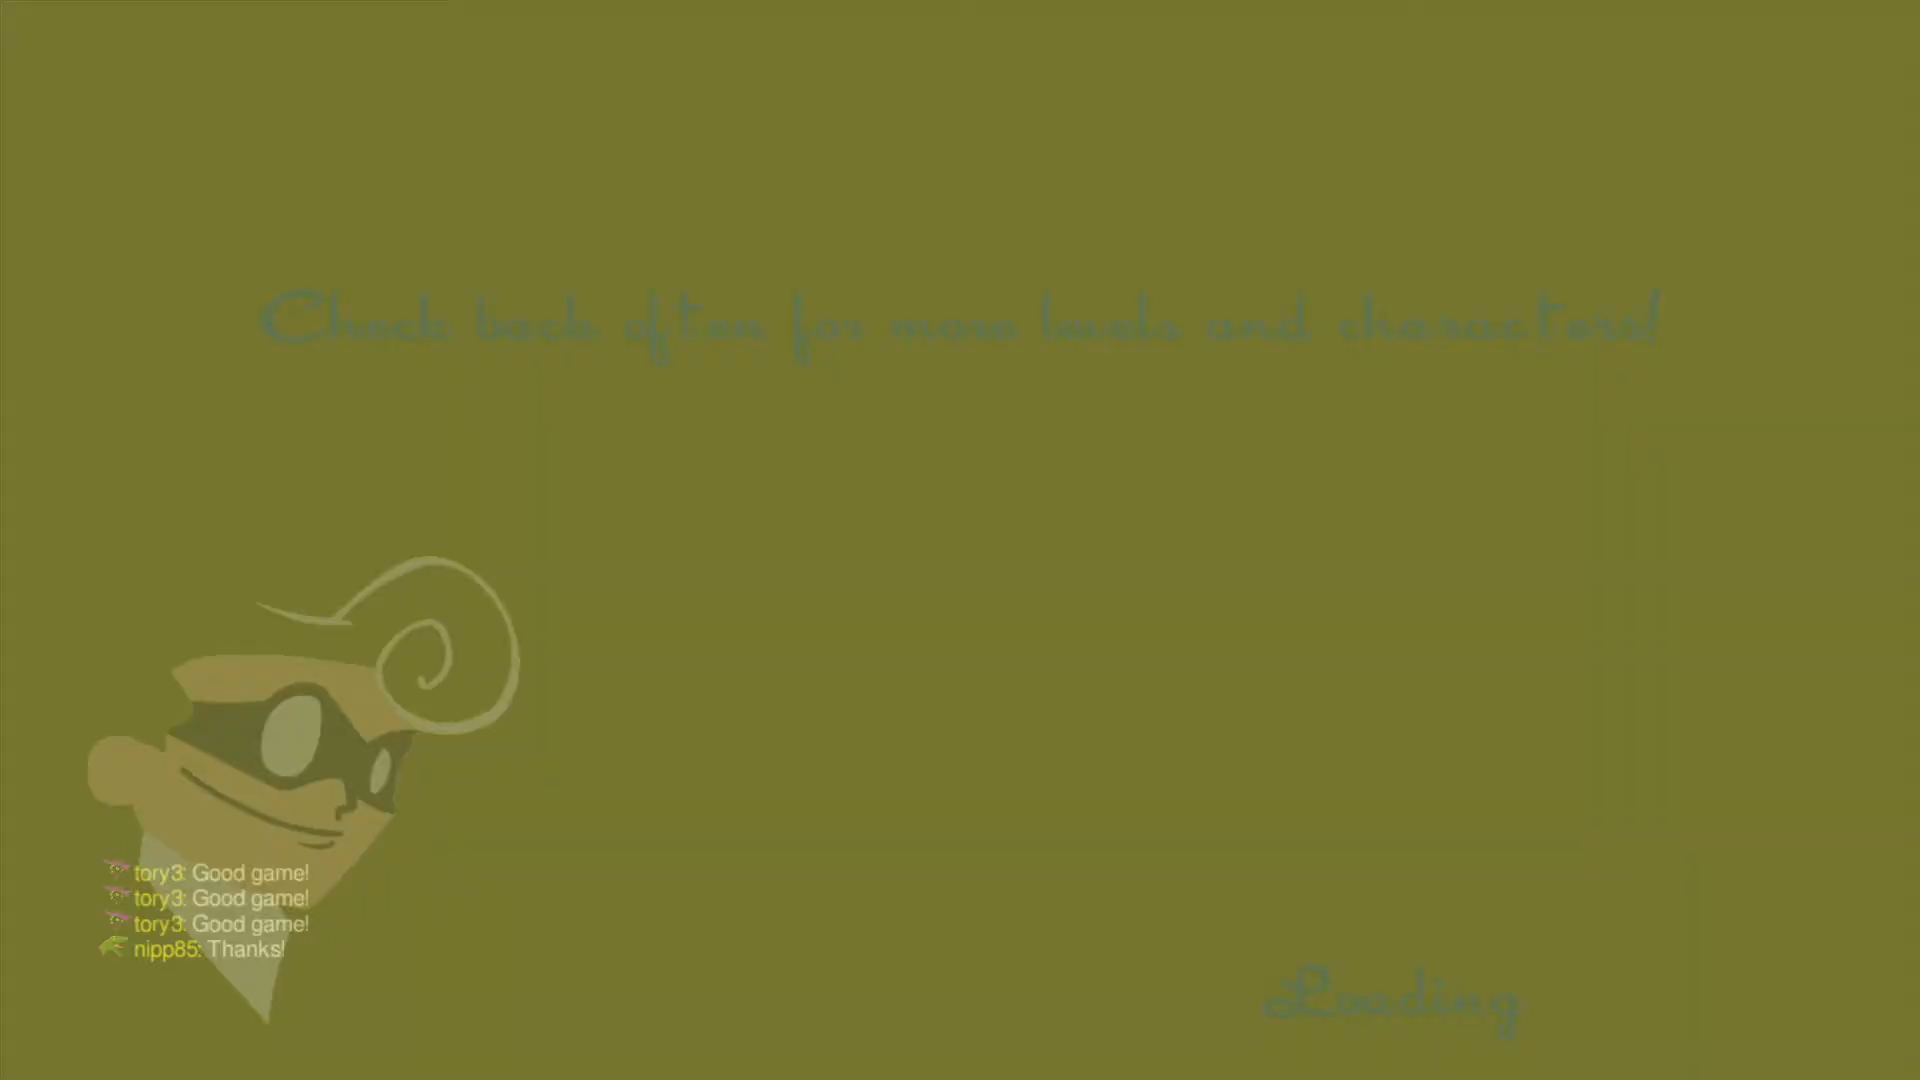 Check back often for more levels and characters!
tory3: Good game!
tory3: Good game!
tory3: Good game!
nipp85: Thanks!
Loading